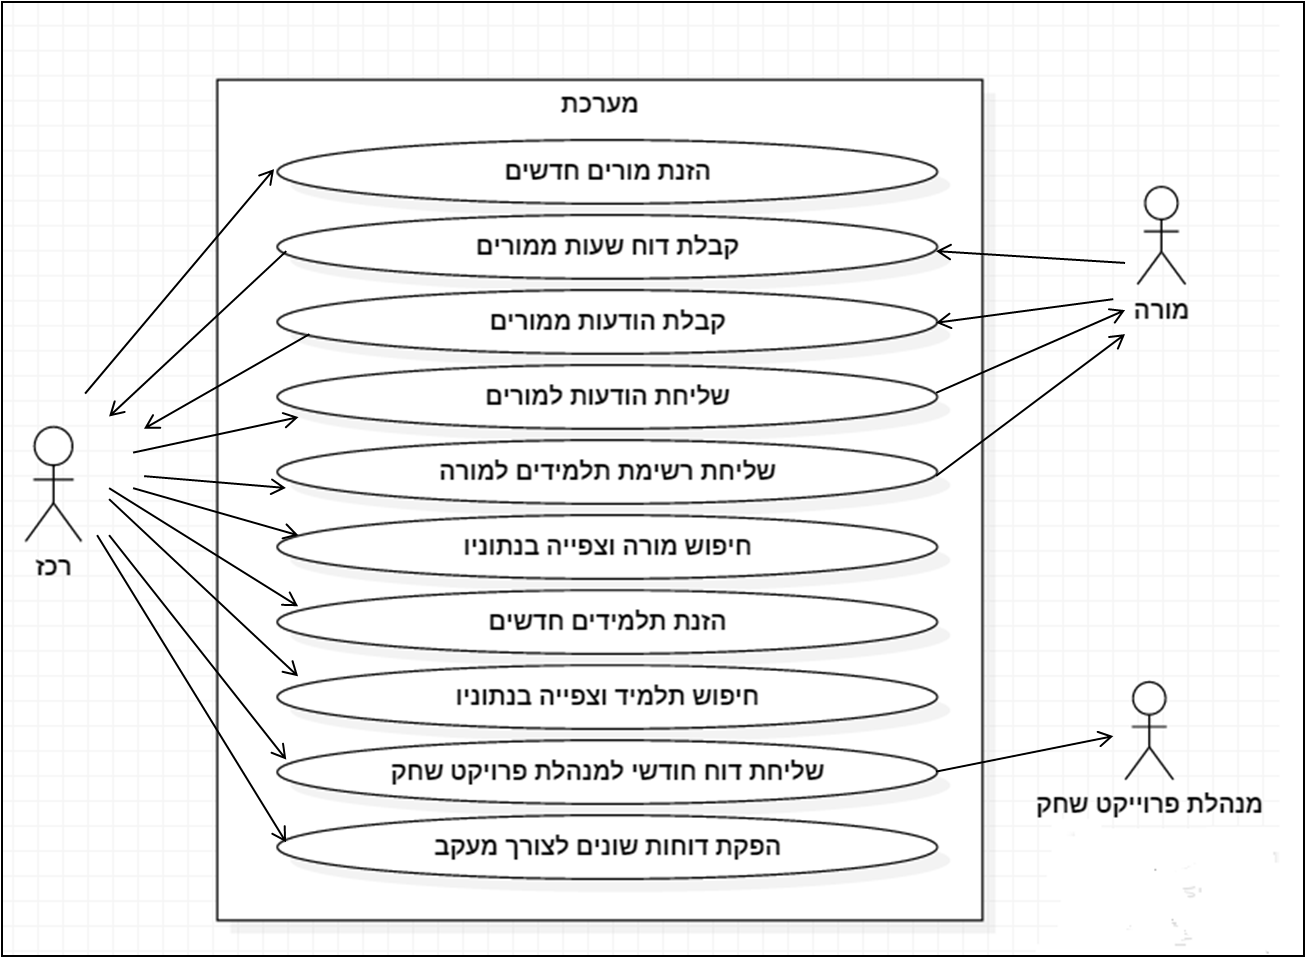 מערכת
הזנת מורים חדשים
קבלת דוח שעות ממורים
קבלת הודעות ממורים
שליחת הודעות למורים
שליחת רשימת תלמידים למורה
חיפוש מורה וצפייה בנתוניו
הזנת תלמידים חדשים
חיפוש תלמיד וצפייה בנתוניו
שליחת דוח חודשי למנהלת פרויקט שחק
הפקת דוחות שונים לצורך מעקב
מורה
רכז
מנהלת פרוייקט שחק